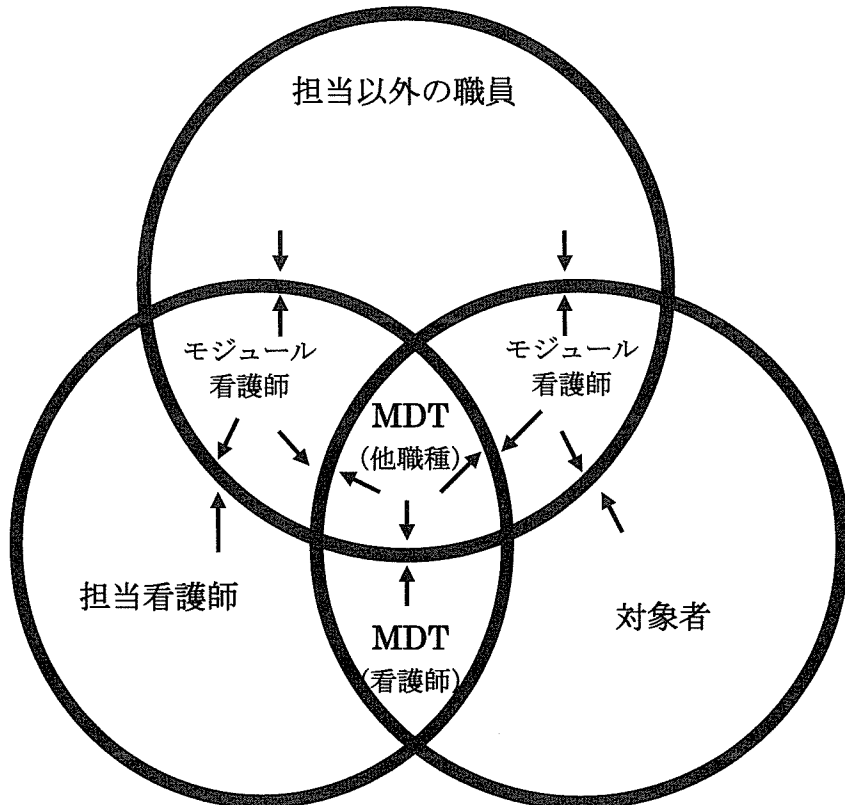 担当以外の職員
モジュール
看護師
モジュール
看護師
MDT
(他職種)
担当看護師
対象者
MDT
(看護師)